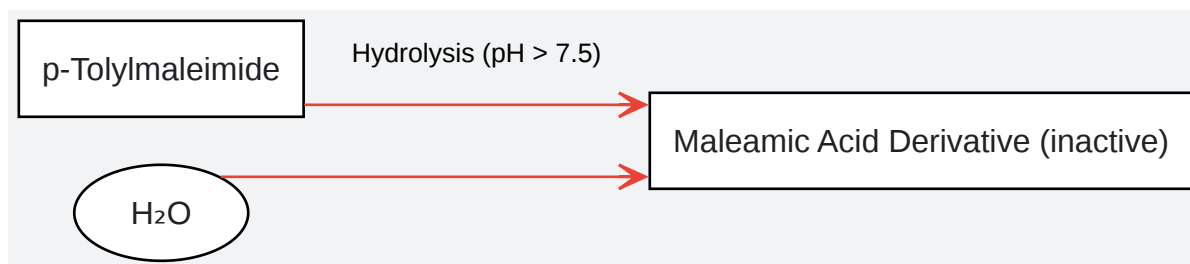 p-Tolylmaleimide
Hydrolysis (pH > 7.5)
Maleamic Acid Derivative (inactive)
H₂O